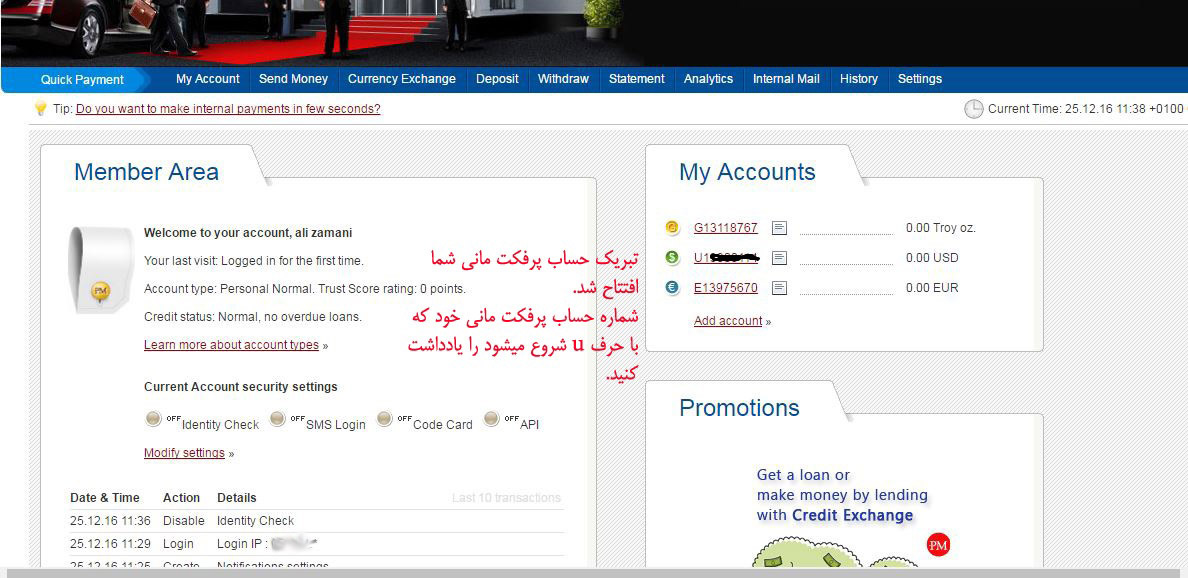 Quick Payment
My Account
Send Money
Currency Exchange
Deposit
Withdraw
Statement
Analytics
Internal Mail
History
Settings
Tip: Do you want to make internal payments in few seconds?
Current Time: 25.12.16 11:38 +0100
Member Area
Welcome to your account, ali zamani
Your last visit: Logged in for the first time.
Account type: Personal Normal. Trust Score rating: 0 points.
Credit status: Normal, no overdue loans.
Learn more about account types »
تبریک حساب پرفکت مانی شما
افتتاح شد.
شماره حساب پرفکت مانی خود که
با حرف u شروع میشود را یادداشت
کنید.
Current Account security settings
OFF Identity Check OFF SMS Login OFF Code Card OFF API
Modify settings »
Date & Time Action Details Last 10 transactions
25.12.16 11:36 Disable Identity Check
25.12.16 11:29 Login Login IP :
25.12.16 11:25 Create Notifications settings
My Accounts
G13118767 0.00 Troy oz.
0.00 USD
E13975670 0.00 EUR
Add account »
Promotions
Get a loan or
make money by lending
with Credit Exchange
PM
PM